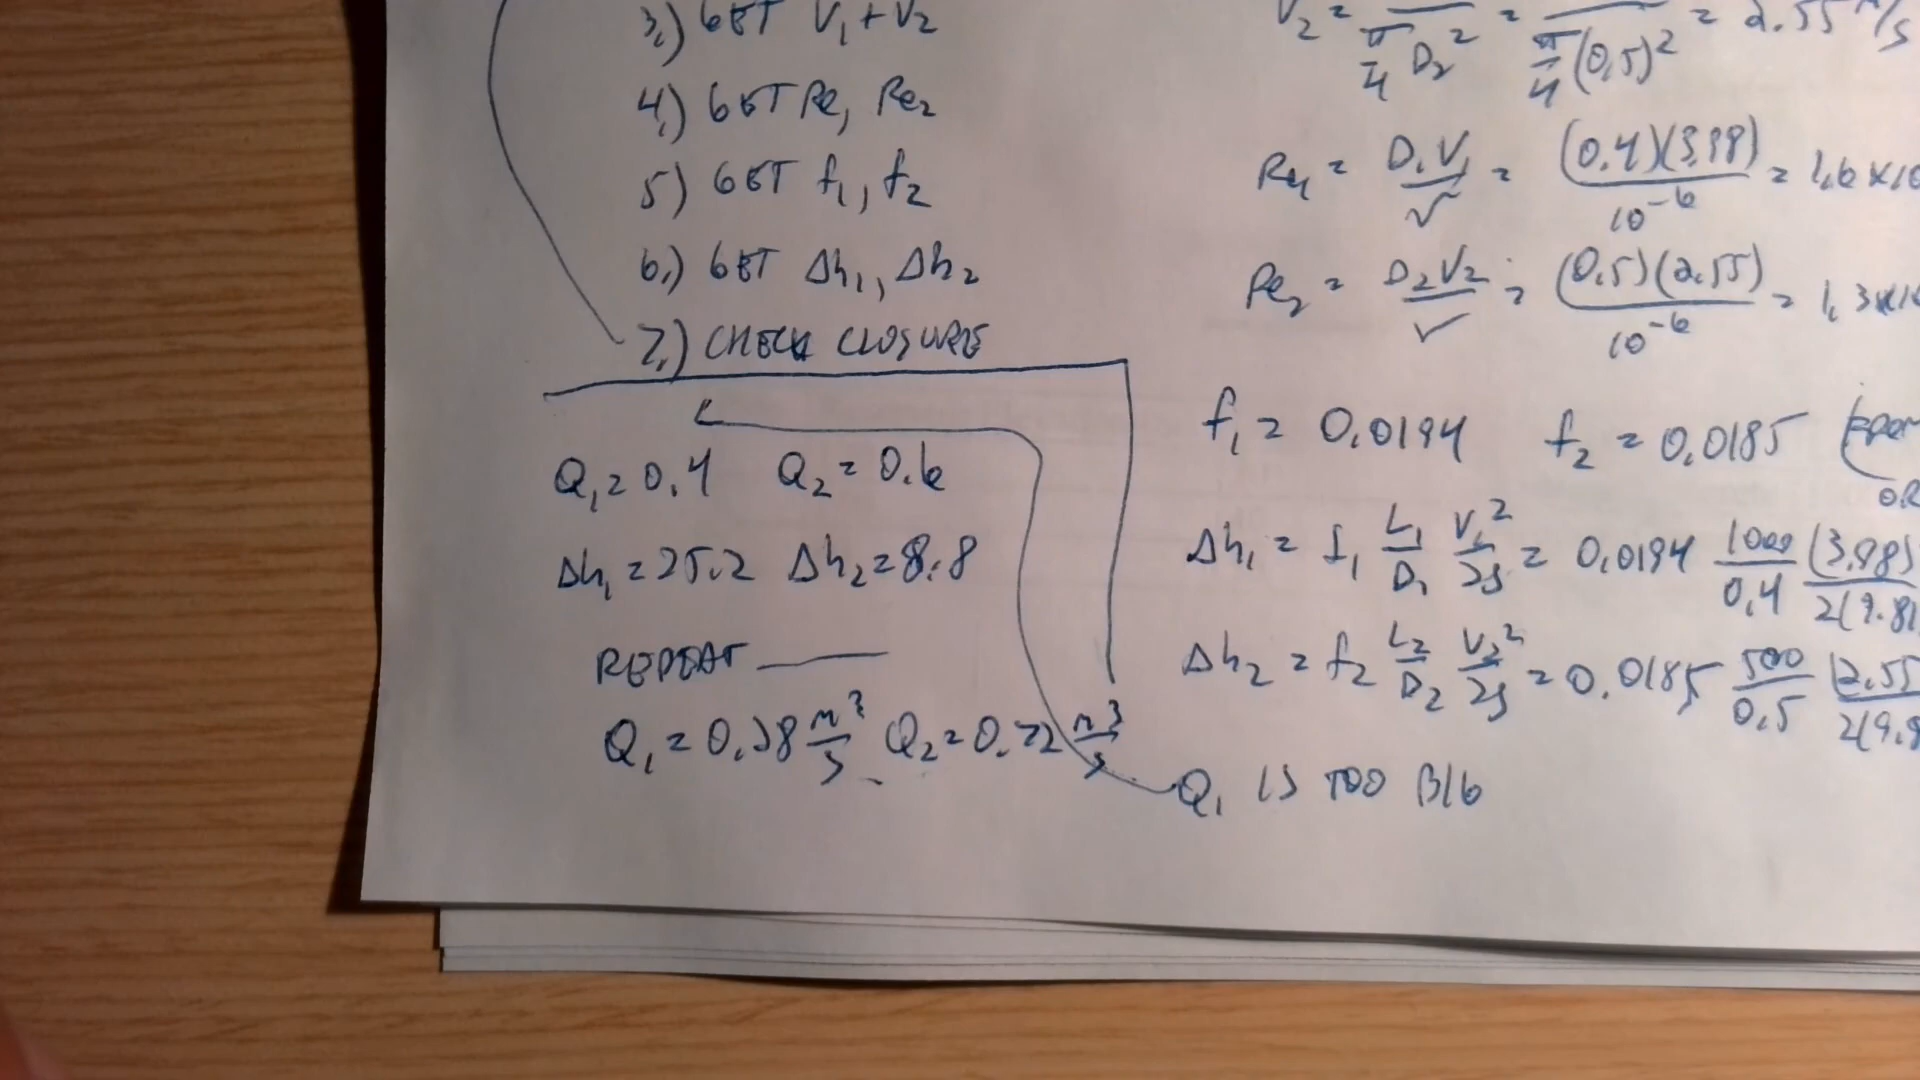 3.) GET V₁ + V₂
4.) GET Re₁ Re₂
5) GET f₁, f₂
6.) GET Δh₁, Δh₂
7.) CHECK CLOSURE
Q₁ = 0.4 Q₂ = 0.6
Δh₁ = 25.2 Δh₂ = 8.8
REPEAT
Q₁ = 0.28 m³/s Q₂ = 0.72 m³/s
V₂ = / π/4 D₂² = / π/4 (0.5)² = 2.55 m/s
Re₁ = D₁V₁/ν = (0.4)(3.98)/10⁻⁶ = 1.6 x 10
Re₂ = D₂V₂/ν = (0.5)(2.55)/10⁻⁶ = 1.3 x 10
f₁ = 0.0194 f₂ = 0.0185
OR
Δh₁ = f₁ L₁/D₁ V₁²/2g = 0.0194 1000/0.4 (3.98)/2(9.81
Δh₂ = f₂ L₂/D₂ V₂²/2g = 0.0185 500/0.5 (2.55/2(9.8
Q₁ IS TOO BIG